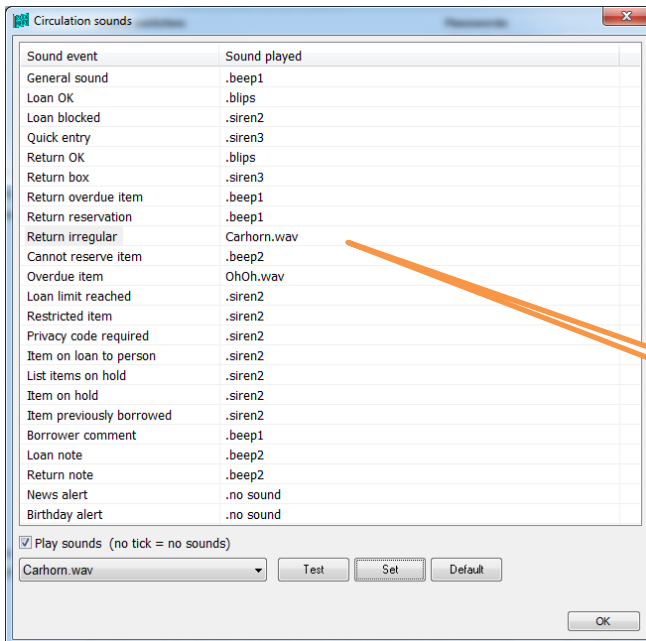 Circulation sounds
Sound event Sound played
General sound .beep1
Loan OK .blips
Loan blocked .siren2
Quick entry .siren3
Return OK .blips
Return box .siren3
Return overdue item .beep1
Return reservation .beep1
Return irregular Carhorn.wav
Cannot reserve item .beep2
Overdue item OhOh.wav
Loan limit reached .siren2
Restricted item .siren2
Privacy code required .siren2
Item on loan to person .siren2
List items on hold .siren2
Item on hold .siren2
Item previously borrowed .siren2
Borrower comment .beep1
Loan note .beep2
Return note .beep2
News alert .no sound
Birthday alert .no sound
Play sounds (no tick = no sounds)
Carhorn.wav Test Set Default
OK